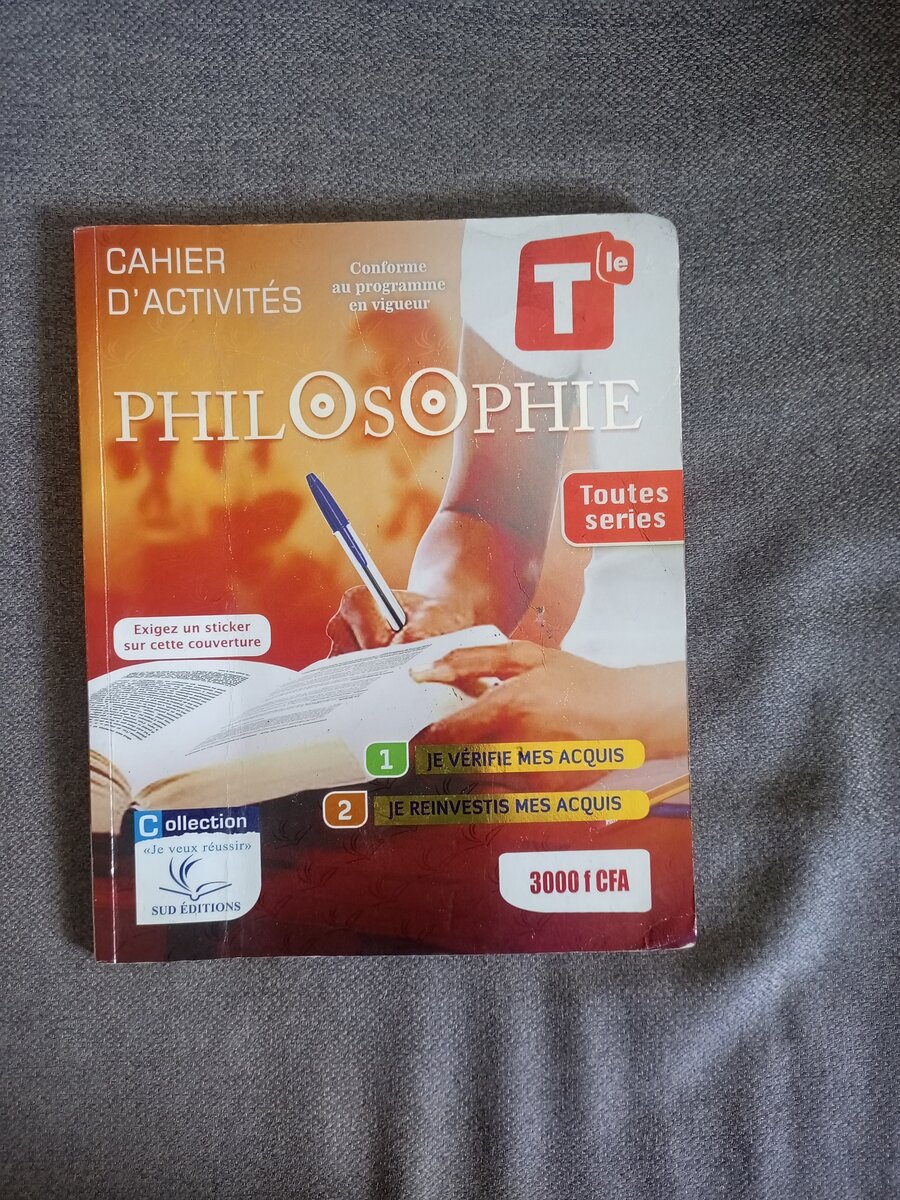 CAHIER
D'ACTIVITÉS
Conforme
au programme
en vigueur
Tle
PHILOSOPHIE
Toutes
series
Exigez un sticker
sur cette couverture
1 JE VÉRIFIE MES ACQUIS
2 JE REINVESTIS MES ACQUIS
Collection
«Je veux réussir»
SUD ÉDITIONS
3000 f CFA